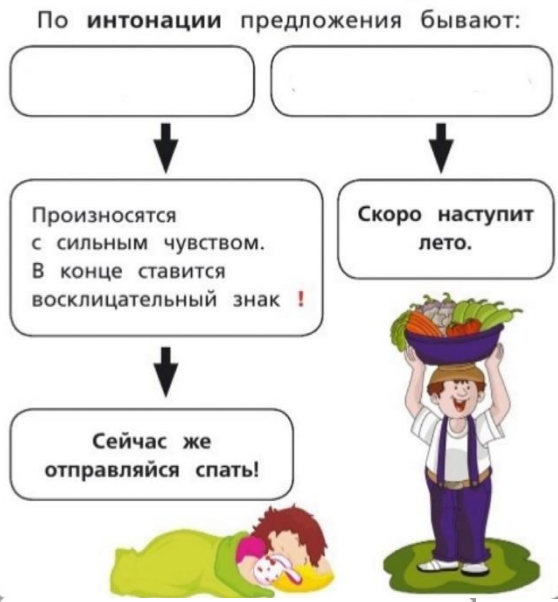 По интонации предложения бывают:
Произносятся
с сильным чувством.
В конце ставится
восклицательный знак !
Скоро наступит
лето.
Сейчас же
отправляйся спать!